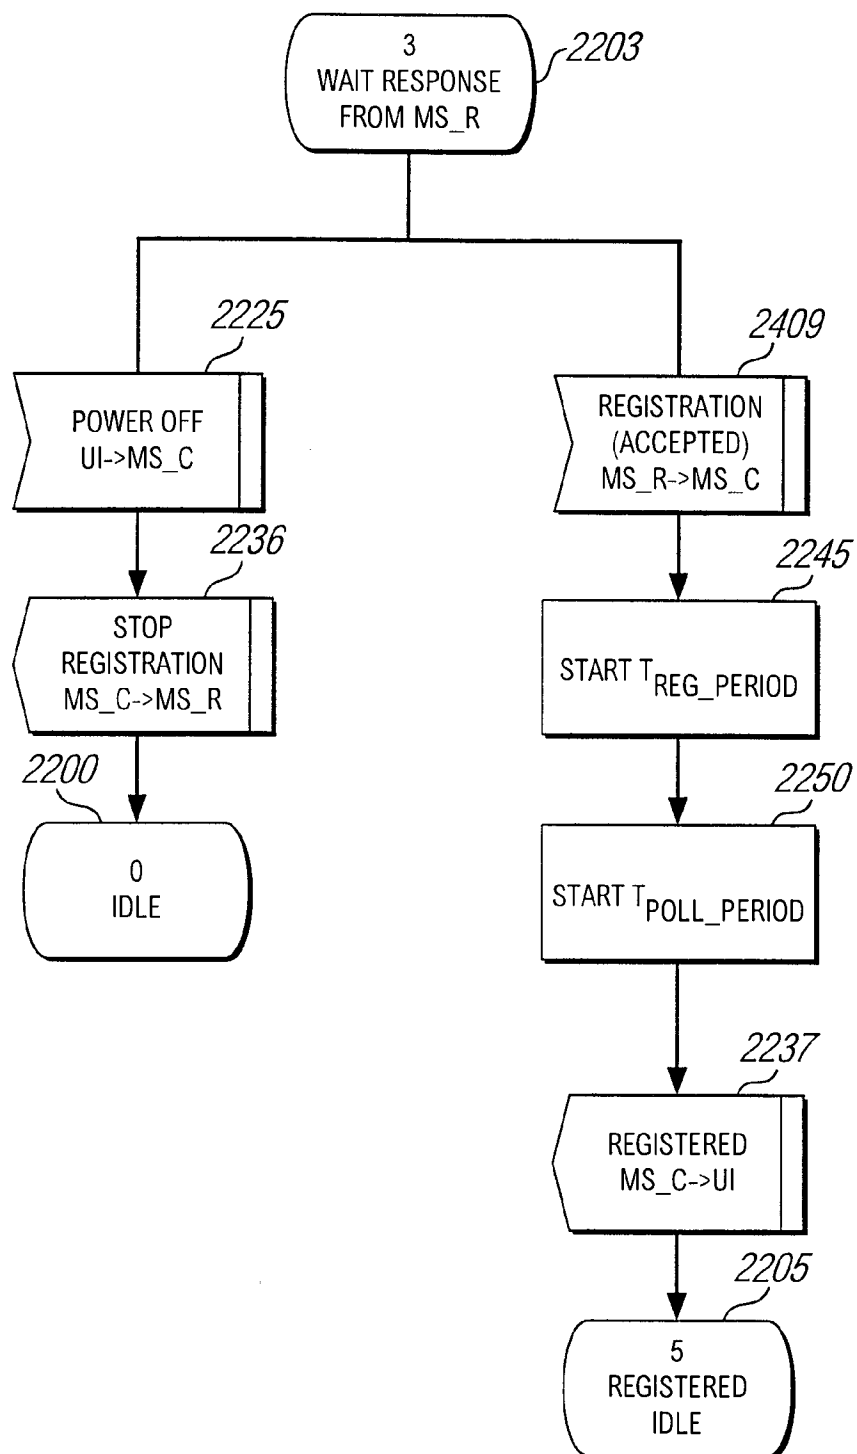 3
WAIT RESPONSE
FROM MS_R
2203
2225
POWER OFF
UI->MS_C
2236
STOP
REGISTRATION
MS_C->MS_R
2200
0
IDLE
2409
REGISTRATION
(ACCEPTED)
MS_R->MS_C
2245
START T REG_PERIOD
2250
START T POLL_PERIOD
2237
REGISTERED
MS_C->UI
2205
5
REGISTERED
IDLE